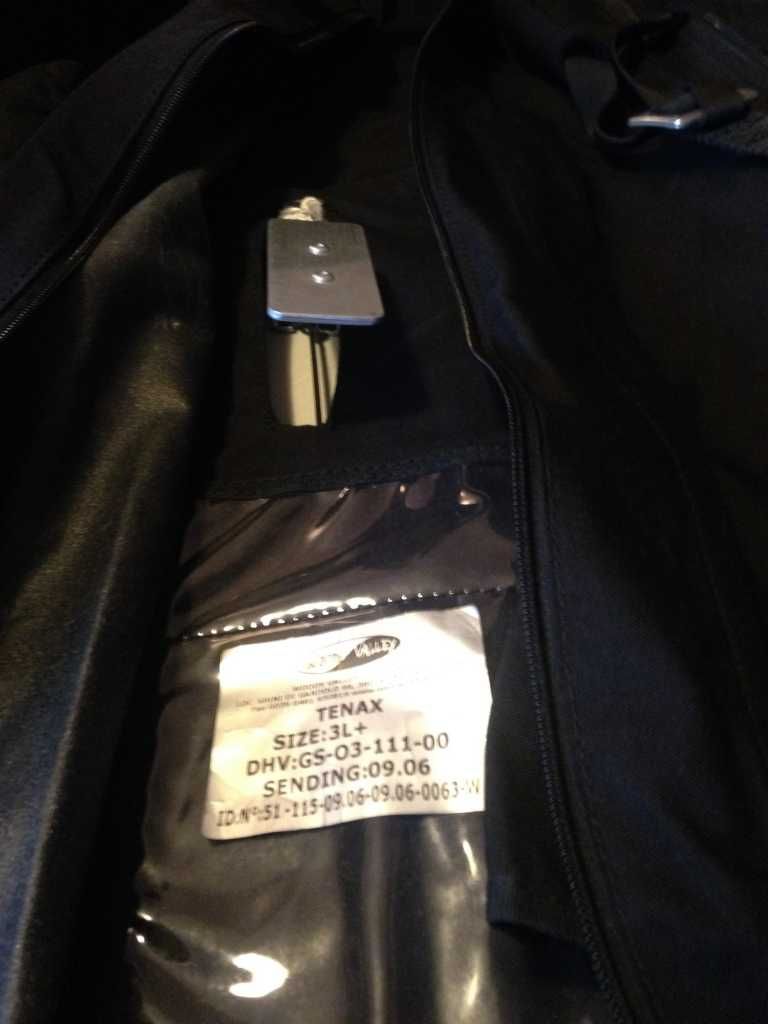 VALLEY
TENAX
SIZE:3L+
DHV:GS-03-111-00
SENDING:09.06
ID.Nº:51-115-09.06-09.06-0063-W